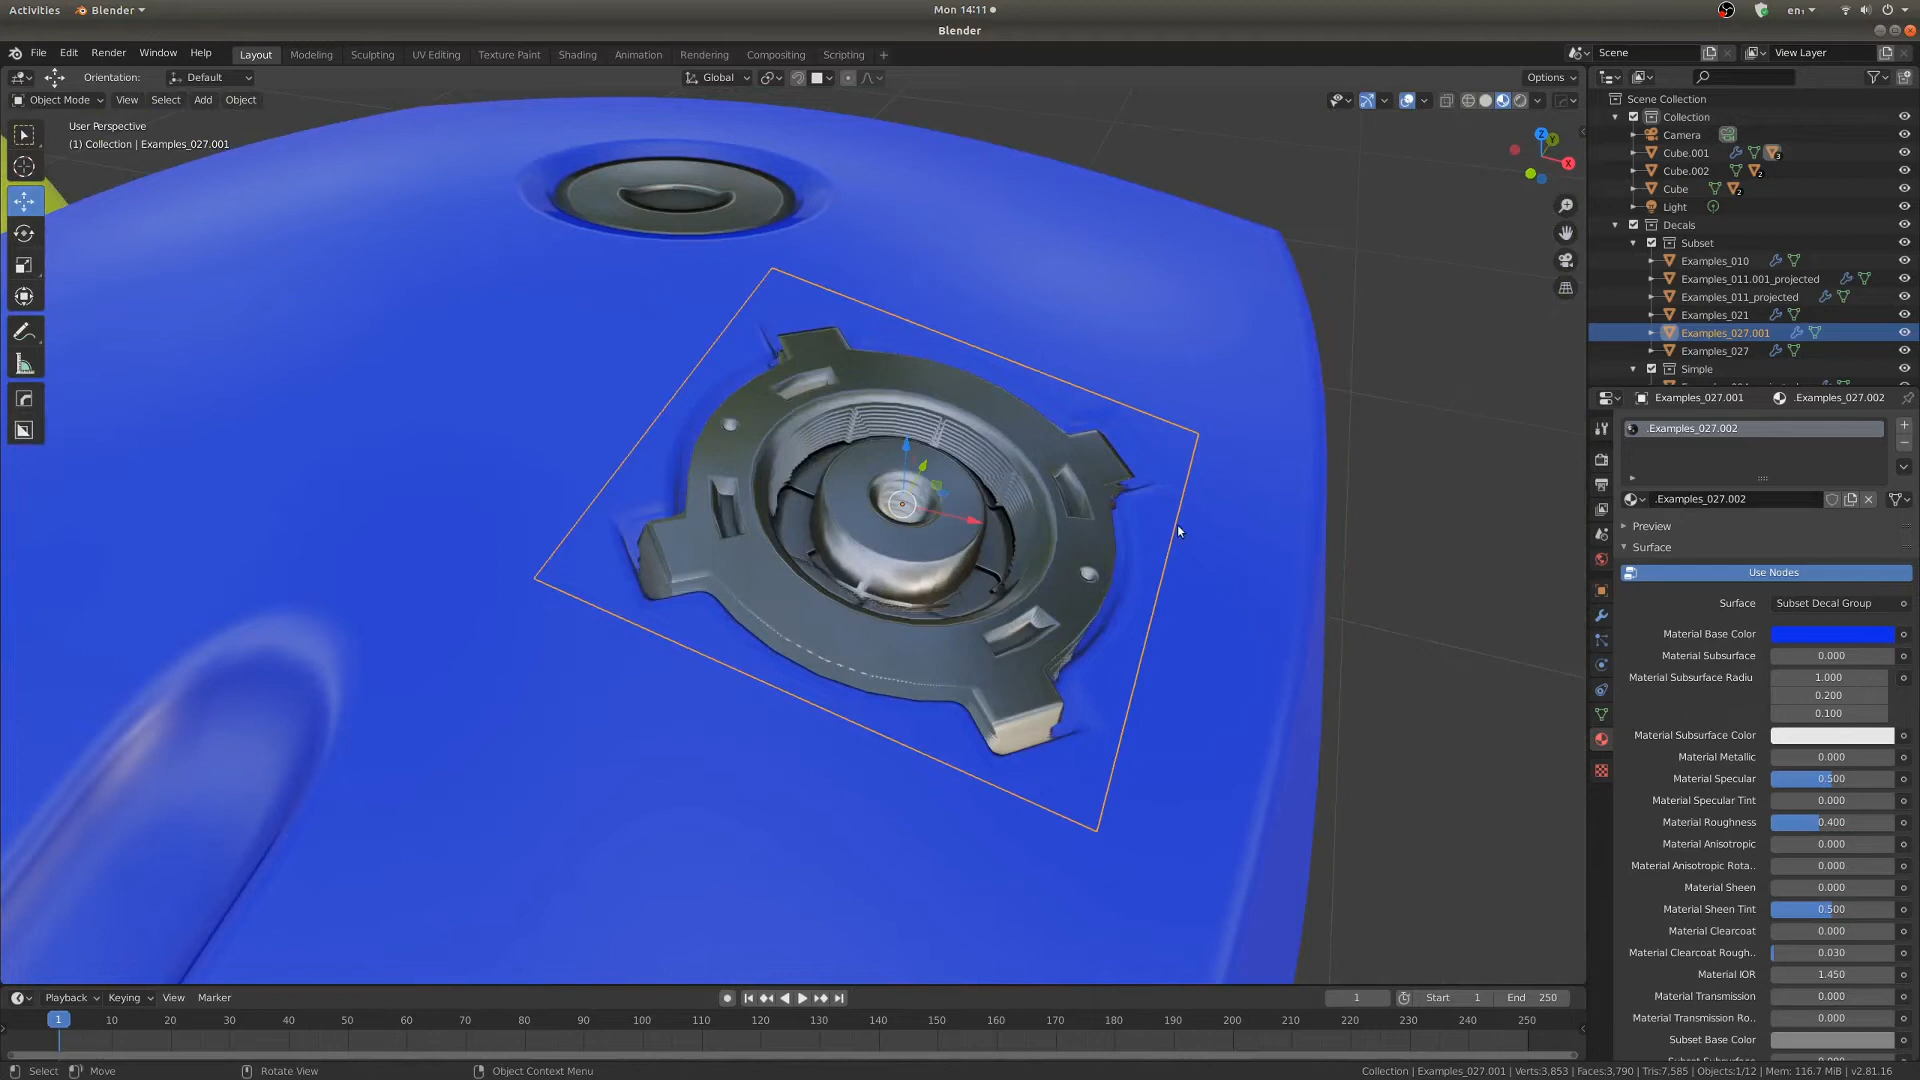 Activities Blender Mon 14:11 en₁
Blender
File Edit Render Window Help Layout Modeling Sculpting UV Editing Texture Paint Shading Animation Rendering Compositing Scripting + Scene View Layer
Orientation: Default Global Options
Object Mode View Select Add Object
User Perspective
(1) Collection | Examples_027.001
Z
Y
X
Scene Collection
Collection
Camera
Cube.001 3
Cube.002 2
Cube 2
Light
Decals
Subset
Examples_010
Examples_011.001_projected
Examples_011_projected
Examples_021
Examples_027.001
Examples_027
Simple
Examples_027.001 .Examples_027.002
.Examples_027.002
.Examples_027.002
Preview
Surface
Use Nodes
Surface Subset Decal Group
Material Base Color
Material Subsurface 0.000
Material Subsurface Radiu 1.000
0.200
0.100
Material Subsurface Color
Material Metallic 0.000
Material Specular 0.500
Material Specular Tint 0.000
Material Roughness 0.400
Material Anisotropic 0.000
Material Anisotropic Rota.. 0.000
Material Sheen 0.000
Material Sheen Tint 0.500
Material Clearcoat 0.000
Material Clearcoat Rough.. 0.030
Material IOR 1.450
Material Transmission 0.000
Material Transmission Ro.. 0.000
Subset Base Color
Playback Keying View Marker 1 Start 1 End 250
1 10 20 30 40 50 60 70 80 90 100 110 120 130 140 150 160 170 180 190 200 210 220 230 240 250
Select Move Rotate View Object Context Menu Collection | Examples_027.001 | Verts:3,853 | Faces:3,790 | Tris:7,585 | Objects:1/12 | Mem: 116.7 MiB | v2.81.16